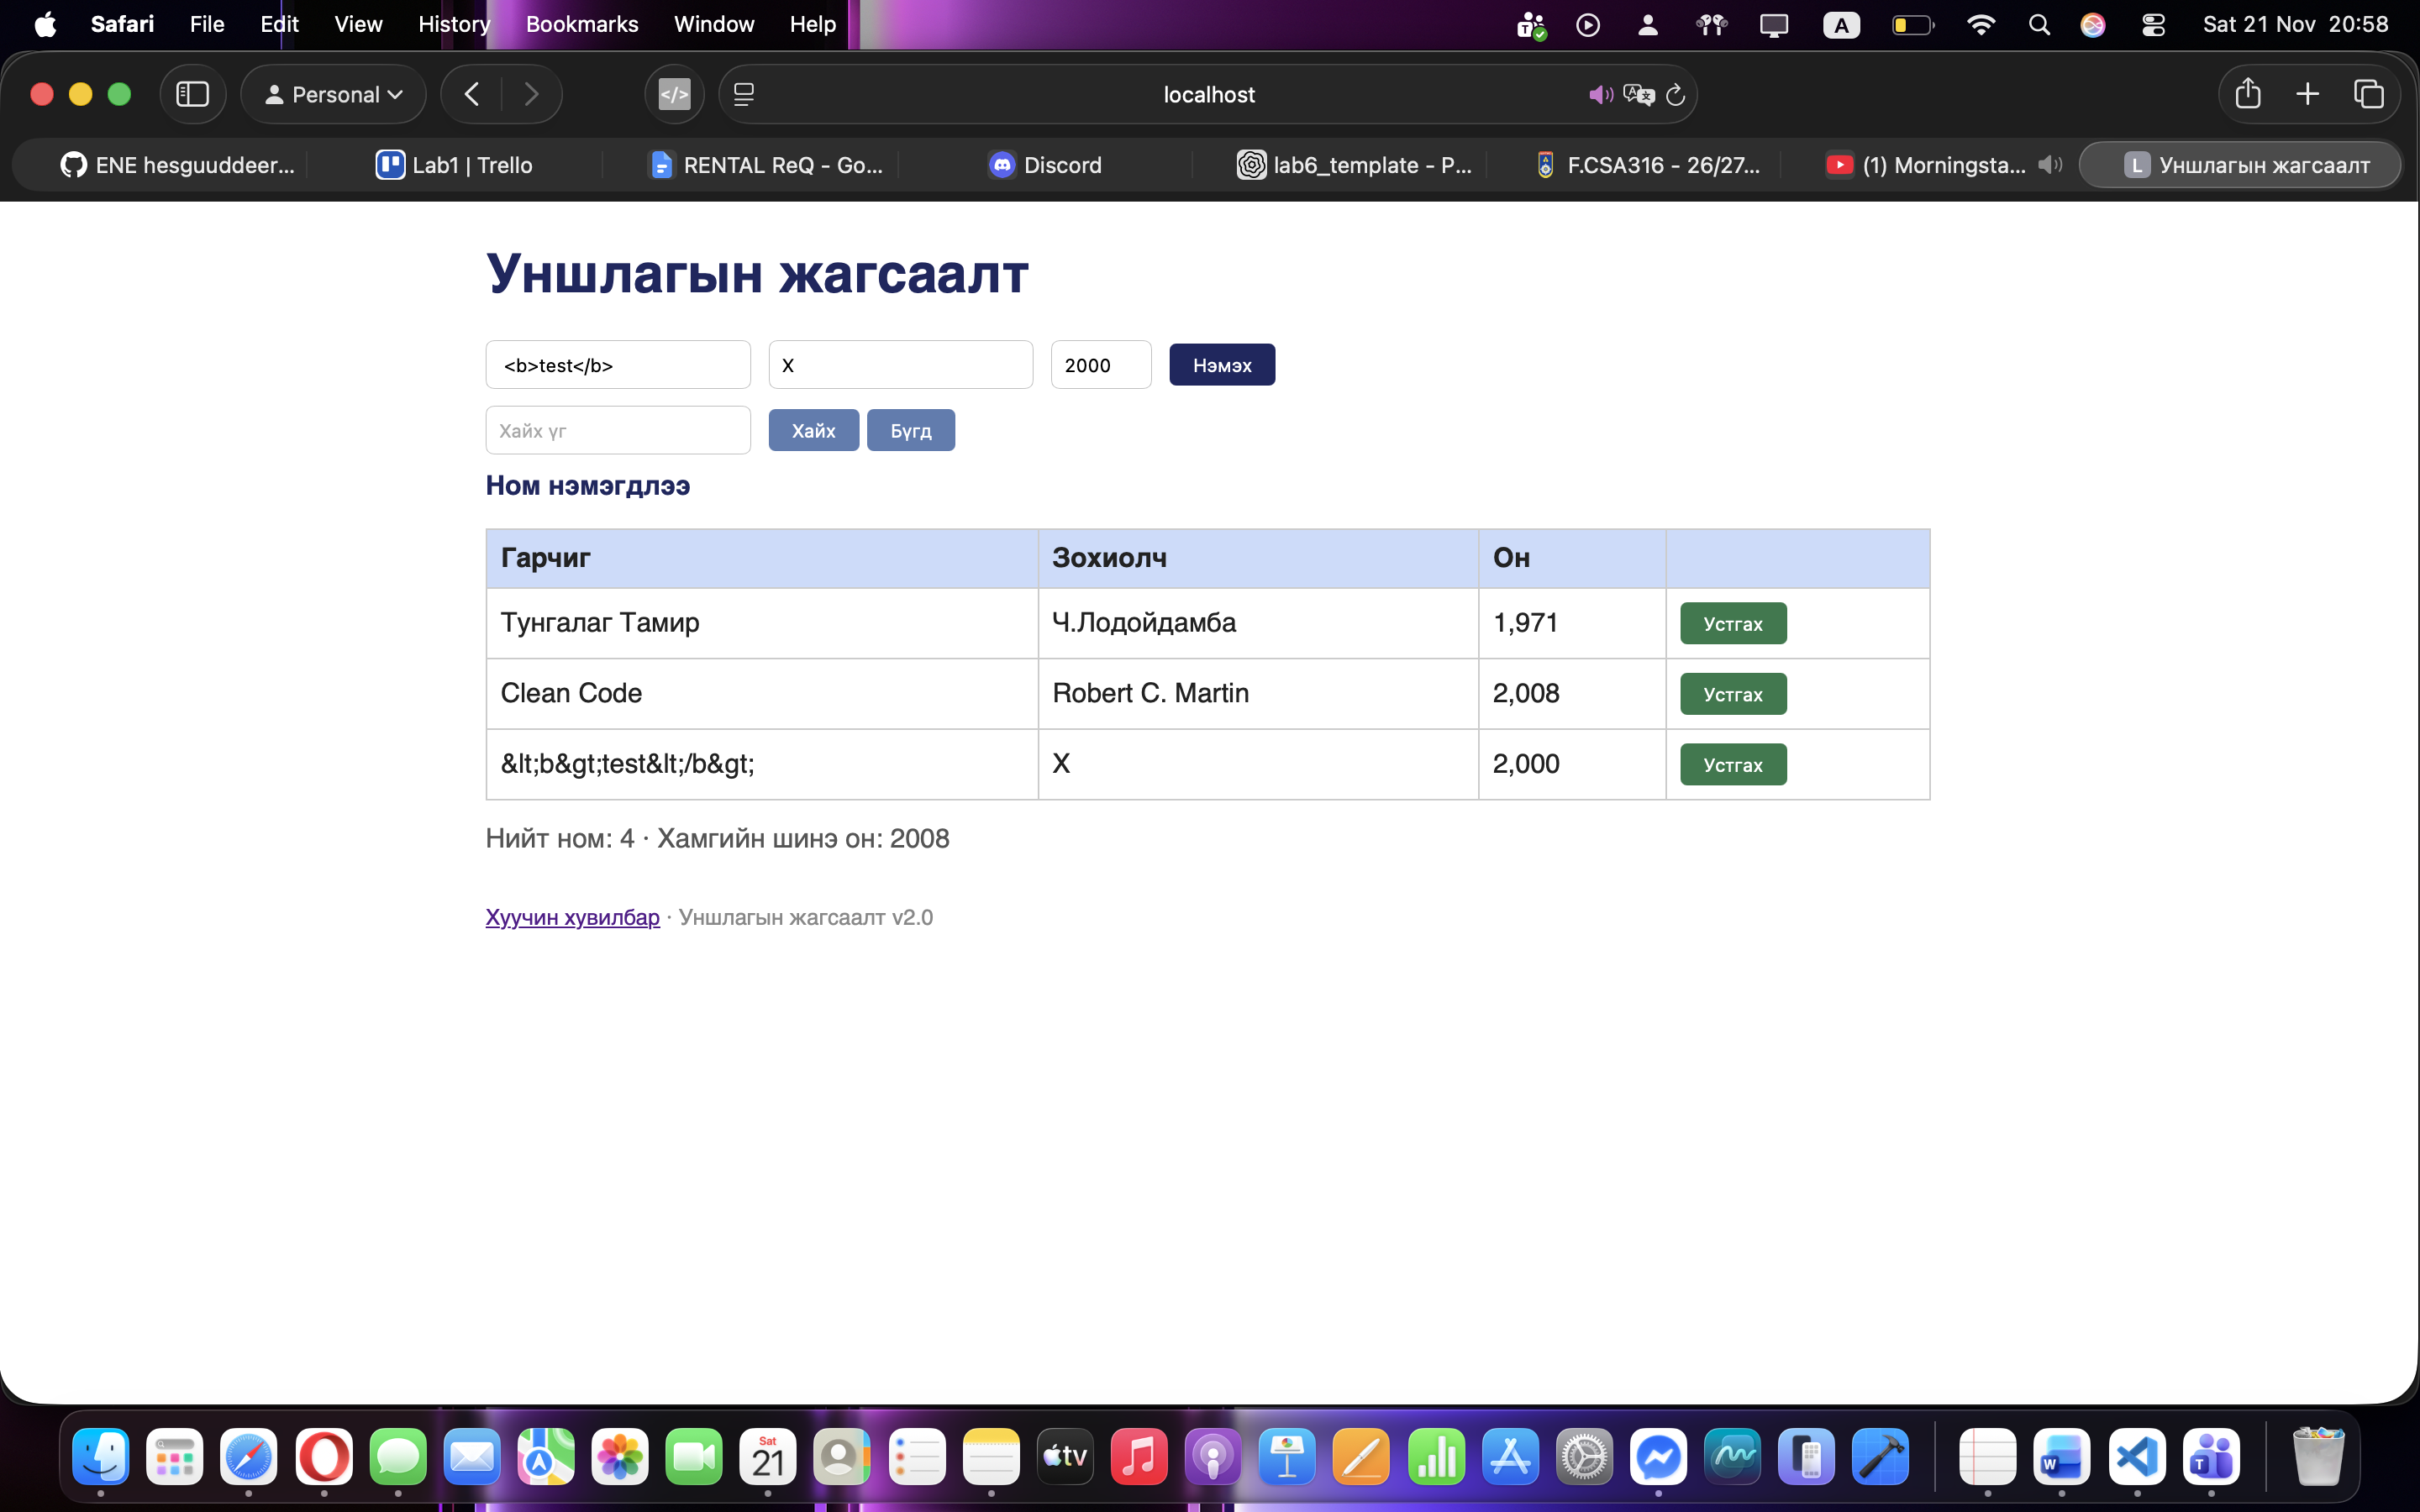 Safari File Edit View History Bookmarks Window Help A Sat 21 Nov 20:58
Personal </> localhost
ENE hesguuddeer... Lab1 | Trello RENTAL ReQ - Go... Discord lab6_template - P... F.CSA316 - 26/27... (1) Morningsta... L Уншлагын жагсаалт
Уншлагын жагсаалт
<b>test</b> X 2000 Нэмэх
Хайх үг Хайх Бүгд
Ном нэмэгдлээ
Гарчиг Зохиолч Он
Тунгалаг Тамир Ч.Лодойдамба 1,971 Устгах
Clean Code Robert C. Martin 2,008 Устгах
&lt;b&gt;test&lt;/b&gt; X 2,000 Устгах
Нийт ном: 4 · Хамгийн шинэ он: 2008
Хуучин хувилбар · Уншлагын жагсаалт v2.0
Sat
21
tv
W
T